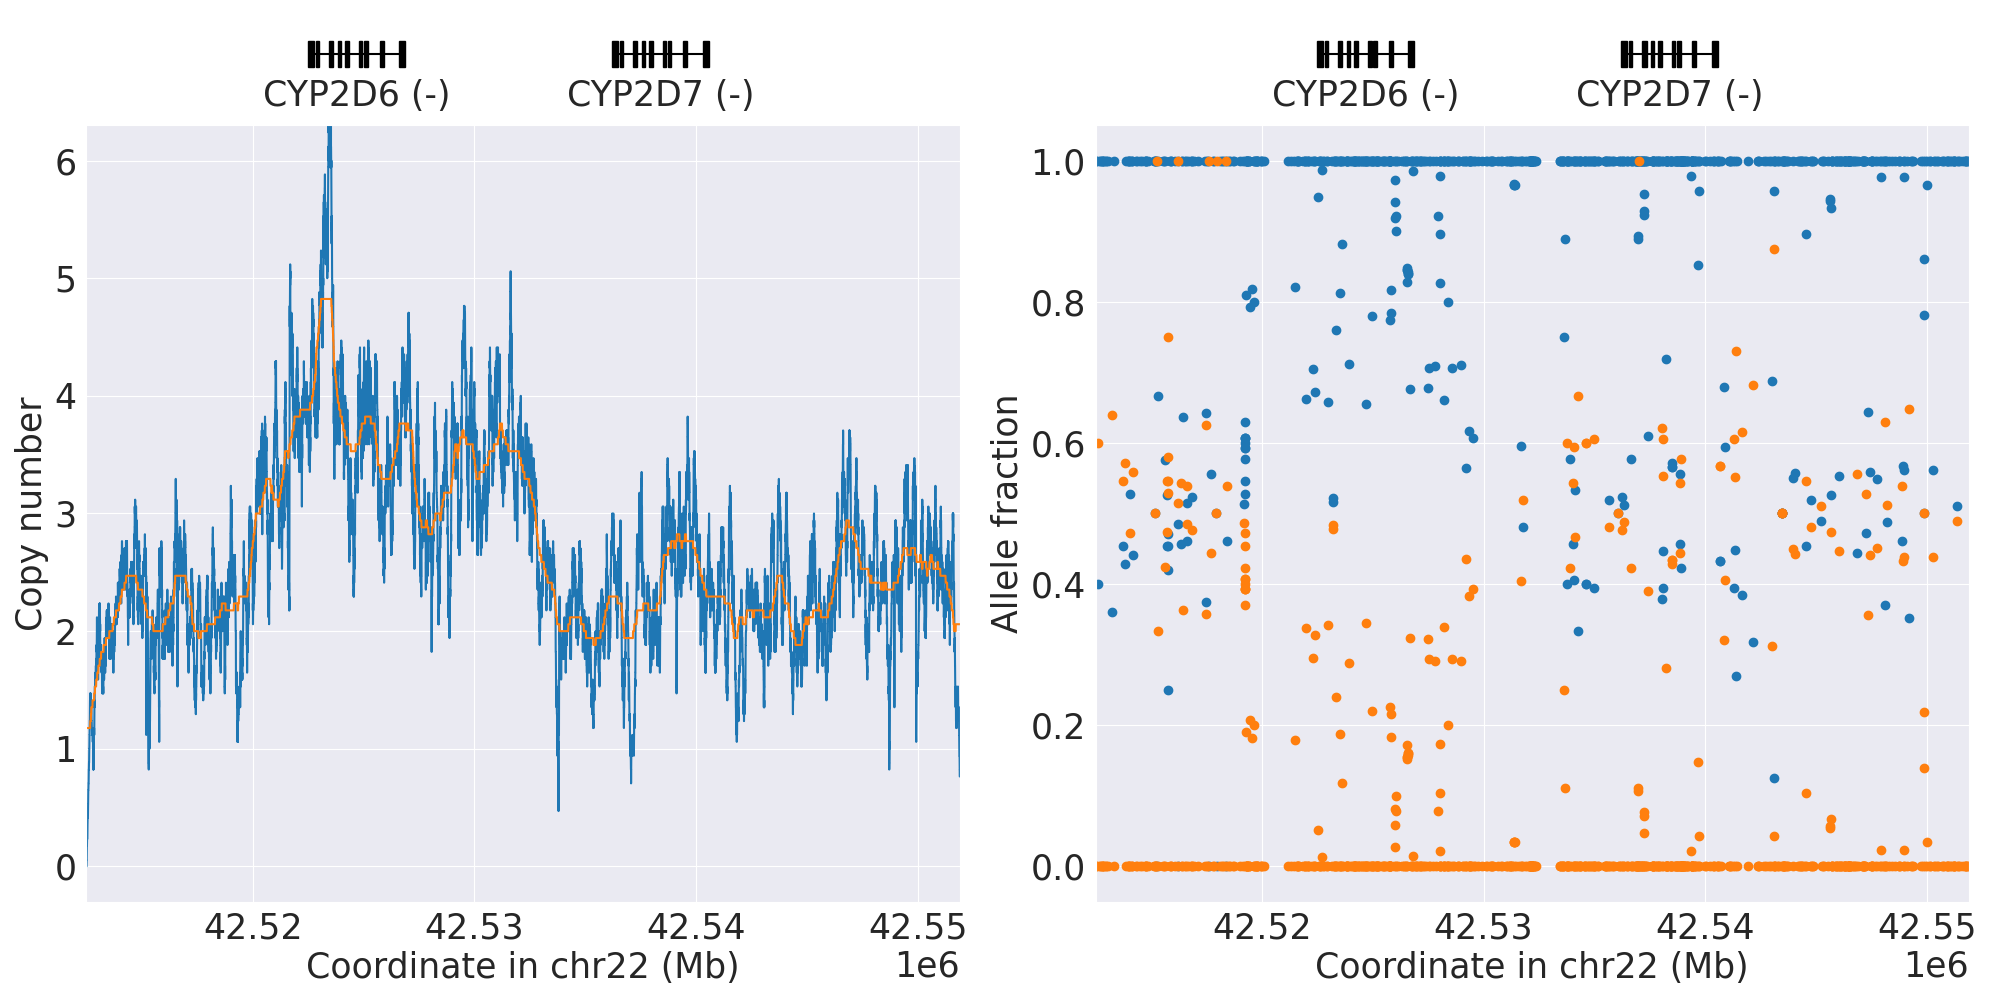 CYP2D6 (-) CYP2D7 (-)
6
5
4
3
2
1
0
Copy number
42.52 42.53 42.54 42.55
Coordinate in chr22 (Mb) 1e6
CYP2D6 (-) CYP2D7 (-)
1.0
0.8
0.6
0.4
0.2
0.0
Allele fraction
42.52 42.53 42.54 42.55
Coordinate in chr22 (Mb) 1e6